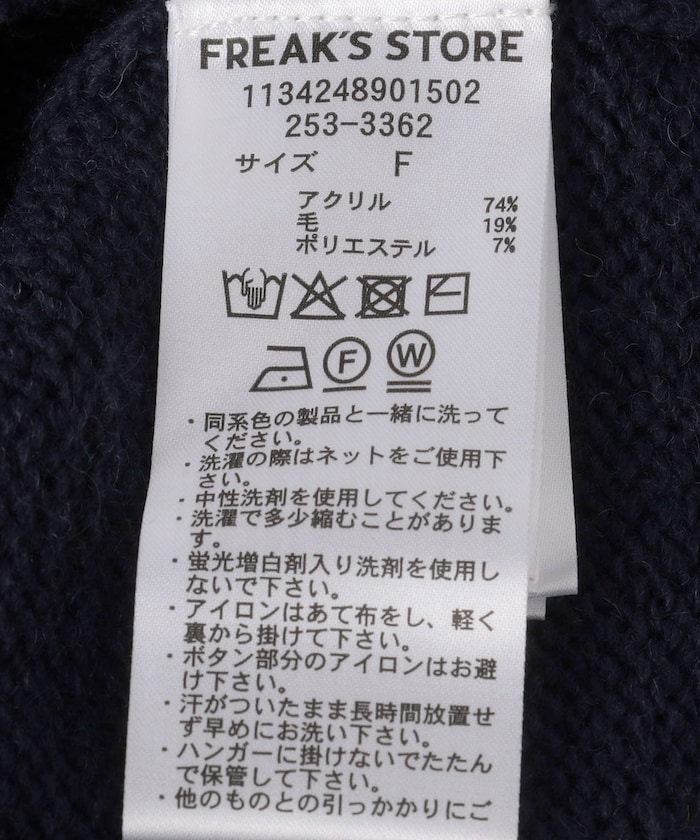 FREAK'S STORE
1134248901502
253-3362
サイズ F
アクリル 74%
毛 19%
ポリエステル 7%
F W
・同系色の製品と一緒に洗って
ください。
・洗濯の際はネットをご使用下
さい。
・中性洗剤を使用してください。
・洗濯で多少縮むことがありま
す。
・蛍光増白剤入り洗剤を使用し
ないで下さい。
・アイロンはあて布をし、軽く
裏から掛けて下さい。
・ボタン部分のアイロンはお避
け下さい。
・汗がついたまま長時間放置せ
ず早めにお洗い下さい。
・ハンガーに掛けないでたたん
で保管して下さい。
・他のものとの引っかかりにご